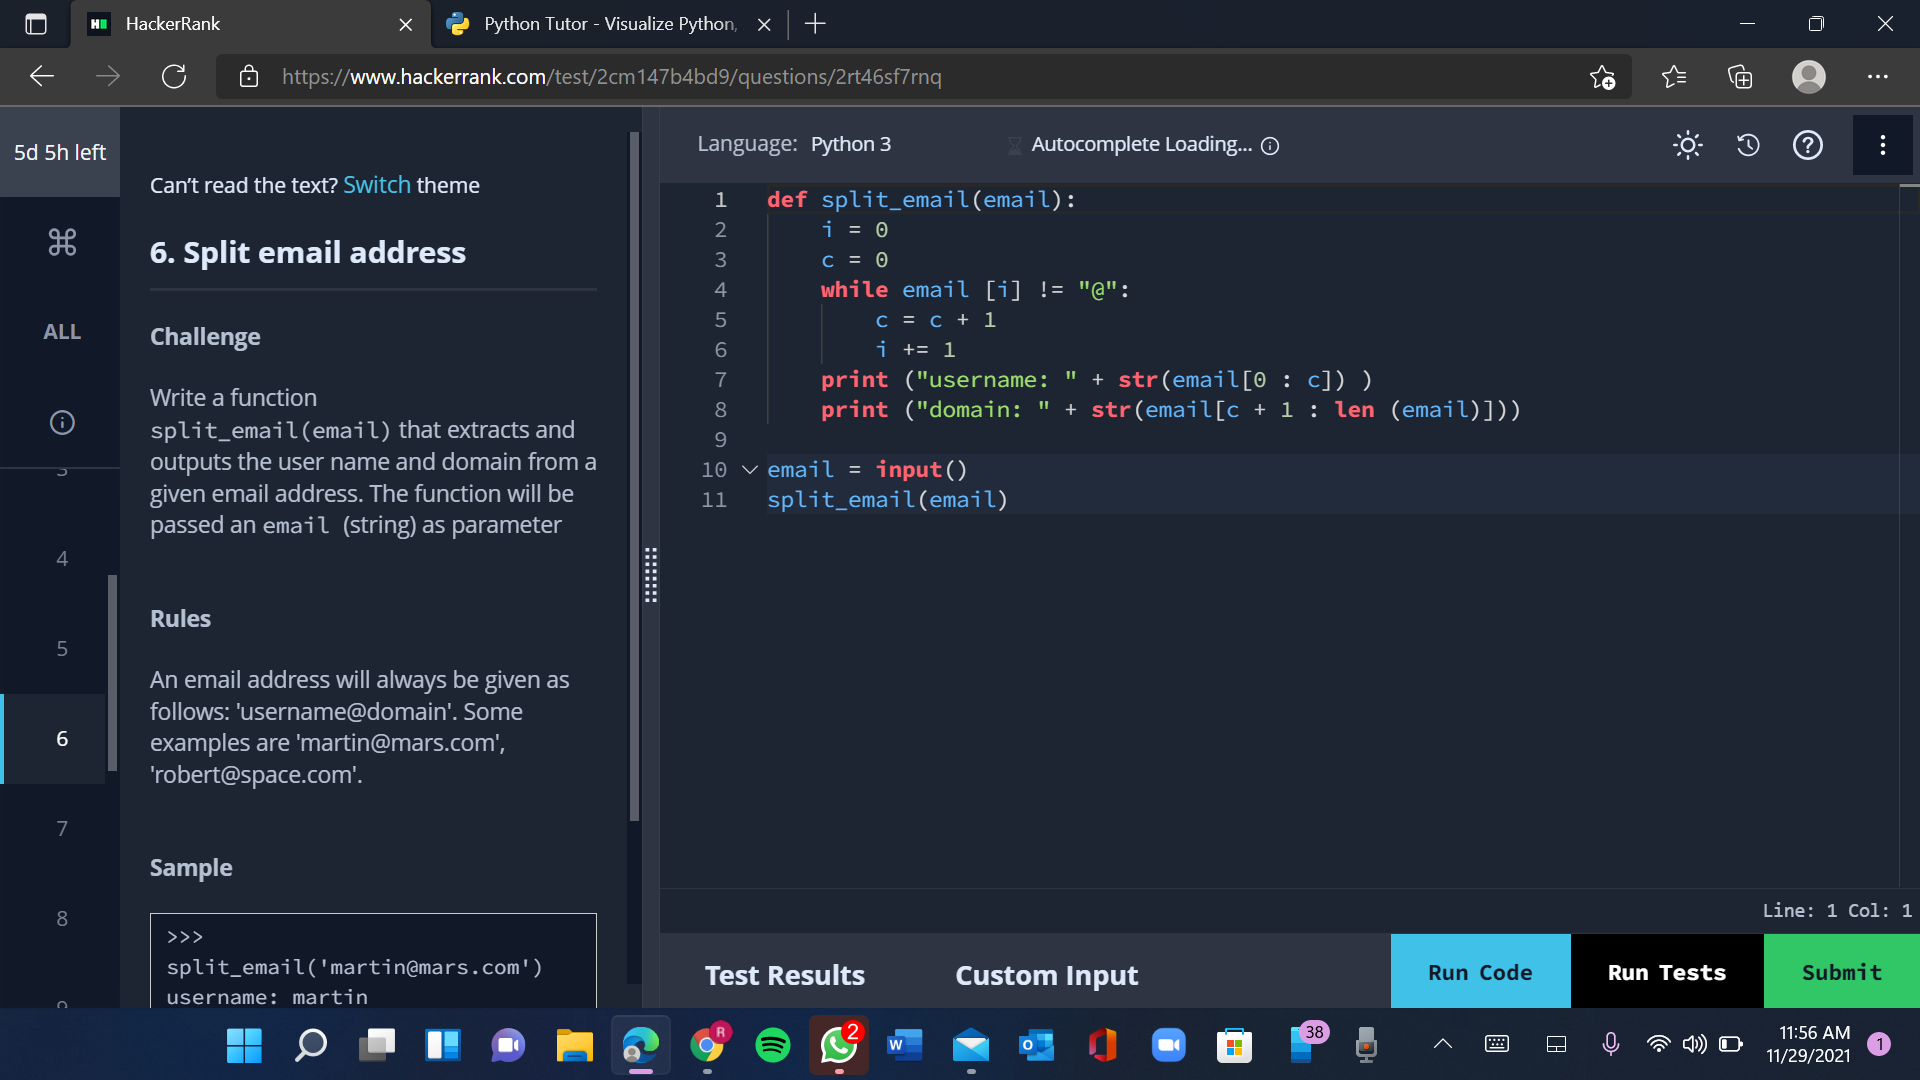 HackerRank
Python Tutor - Visualize Python,
https://www.hackerrank.com/test/2cm147b4bd9/questions/2rt46sf7rnq
5d 5h left
ALL
3
4
5
6
7
8
9
Can't read the text? Switch theme
6. Split email address
Challenge
Write a function
split_email(email) that extracts and
outputs the user name and domain from a
given email address. The function will be
passed an email (string) as parameter
Rules
An email address will always be given as
follows: 'username@domain'. Some
examples are 'martin@mars.com',
'robert@space.com'.
Sample
>>>
split_email('martin@mars.com')
username: martin
Language: Python 3
Autocomplete Loading...
1 def split_email(email):
2 i = 0
3 c = 0
4 while email [i] != "@":
5 c = c + 1
6 i += 1
7 print ("username: " + str(email[0 : c]) )
8 print ("domain: " + str(email[c + 1 : len (email)]))
9
10 email = input()
11 split_email(email)
Line: 1 Col: 1
Test Results
Custom Input
Run Code
Run Tests
Submit
R
2
W
O
38
11:56 AM
11/29/2021
1